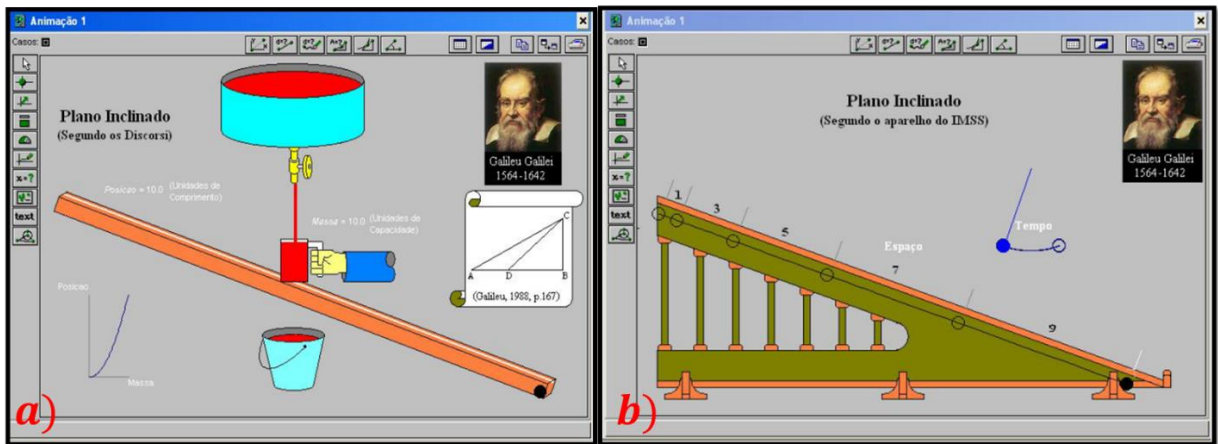 Animação 1
Casos:
text
Plano Inclinado
(Segundo os Discorsi)
Galileu Galilei
1564-1642
Posicao = 10.0 (Unidades de
Comprimento)
Massa = 10.0 (Unidades de
Capacidade)
C
A D B
(Galileu, 1988, p.167)
Posicao
Massa
a)
Animação 1
Casos:
text
Plano Inclinado
(Segundo o aparelho do IMSS)
Galileu Galilei
1564-1642
1
3
5
7
9
Espaço
Tempo
b)